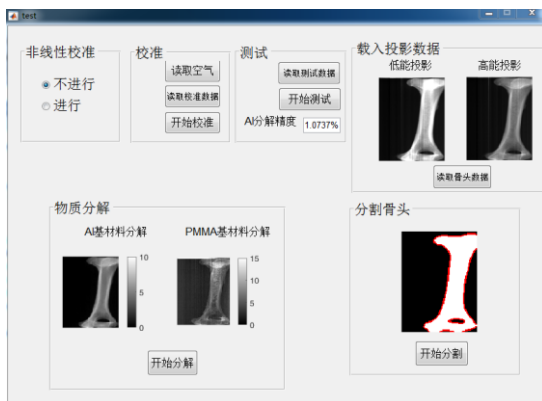 test
非线性校准
不进行
进行
校准
读取空气
读取校准数据
开始校准
测试
读取测试数据
开始测试
Al分解精度 1.0737%
载入投影数据
低能投影 高能投影
读取骨头数据
物质分解
Al基材料分解 PMMA基材料分解
10
5
0
15
10
5
0
开始分解
分割骨头
开始分割